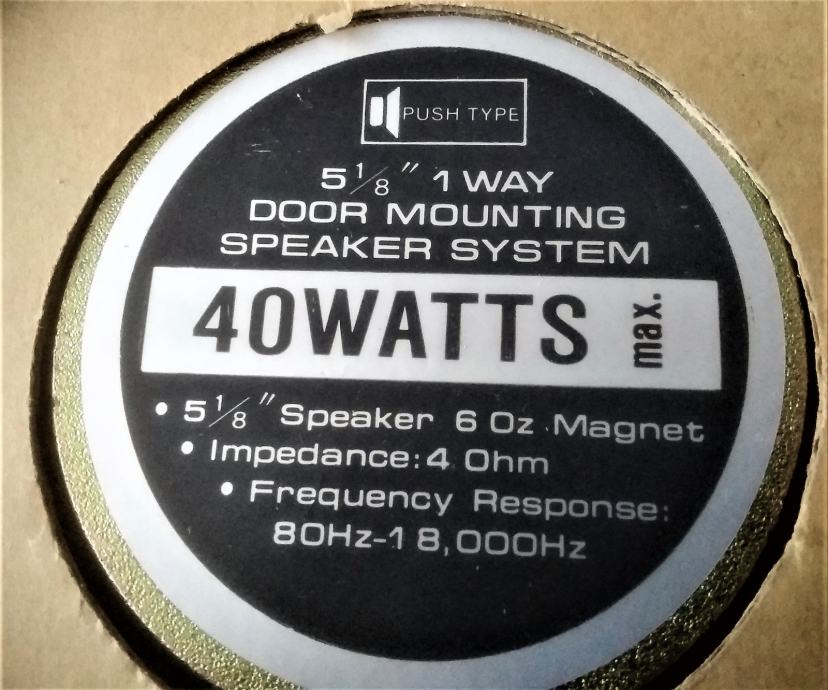 PUSH TYPE
5 1/8" 1 WAY
DOOR MOUNTING
SPEAKER SYSTEM
40WATTS max.
• 5 1/8" Speaker 6 Oz Magnet
• Impedance:4 Ohm
• Frequency Response:
80Hz-18,000Hz